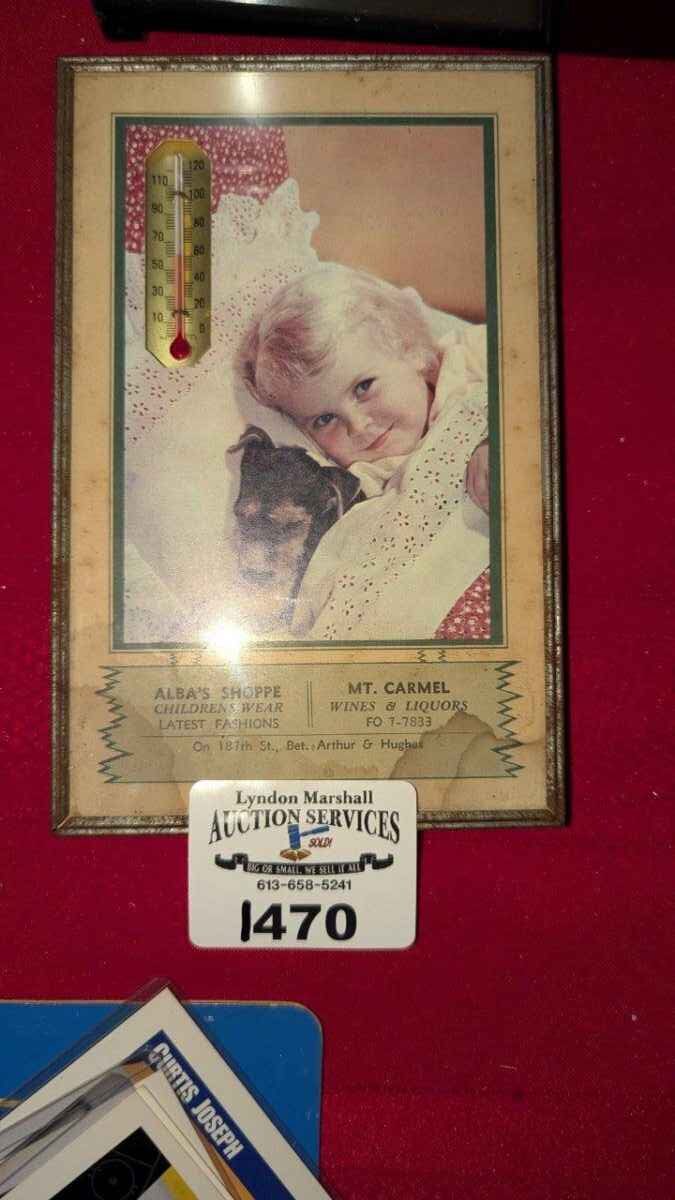 120
110
100
90
80
70
60
50
40
30
20
10
0
ALBA'S SHOPPE
CHILDRENS WEAR
LATEST FASHIONS
MT. CARMEL
WINES & LIQUORS
FO 7-7833
On 187th St., Bet. Arthur & Hughes
Lyndon Marshall
AUCTION SERVICES
SOLD!
BIG OR SMALL, WE SELL IT ALL
613-658-5241
1470
CURTIS JOSEPH